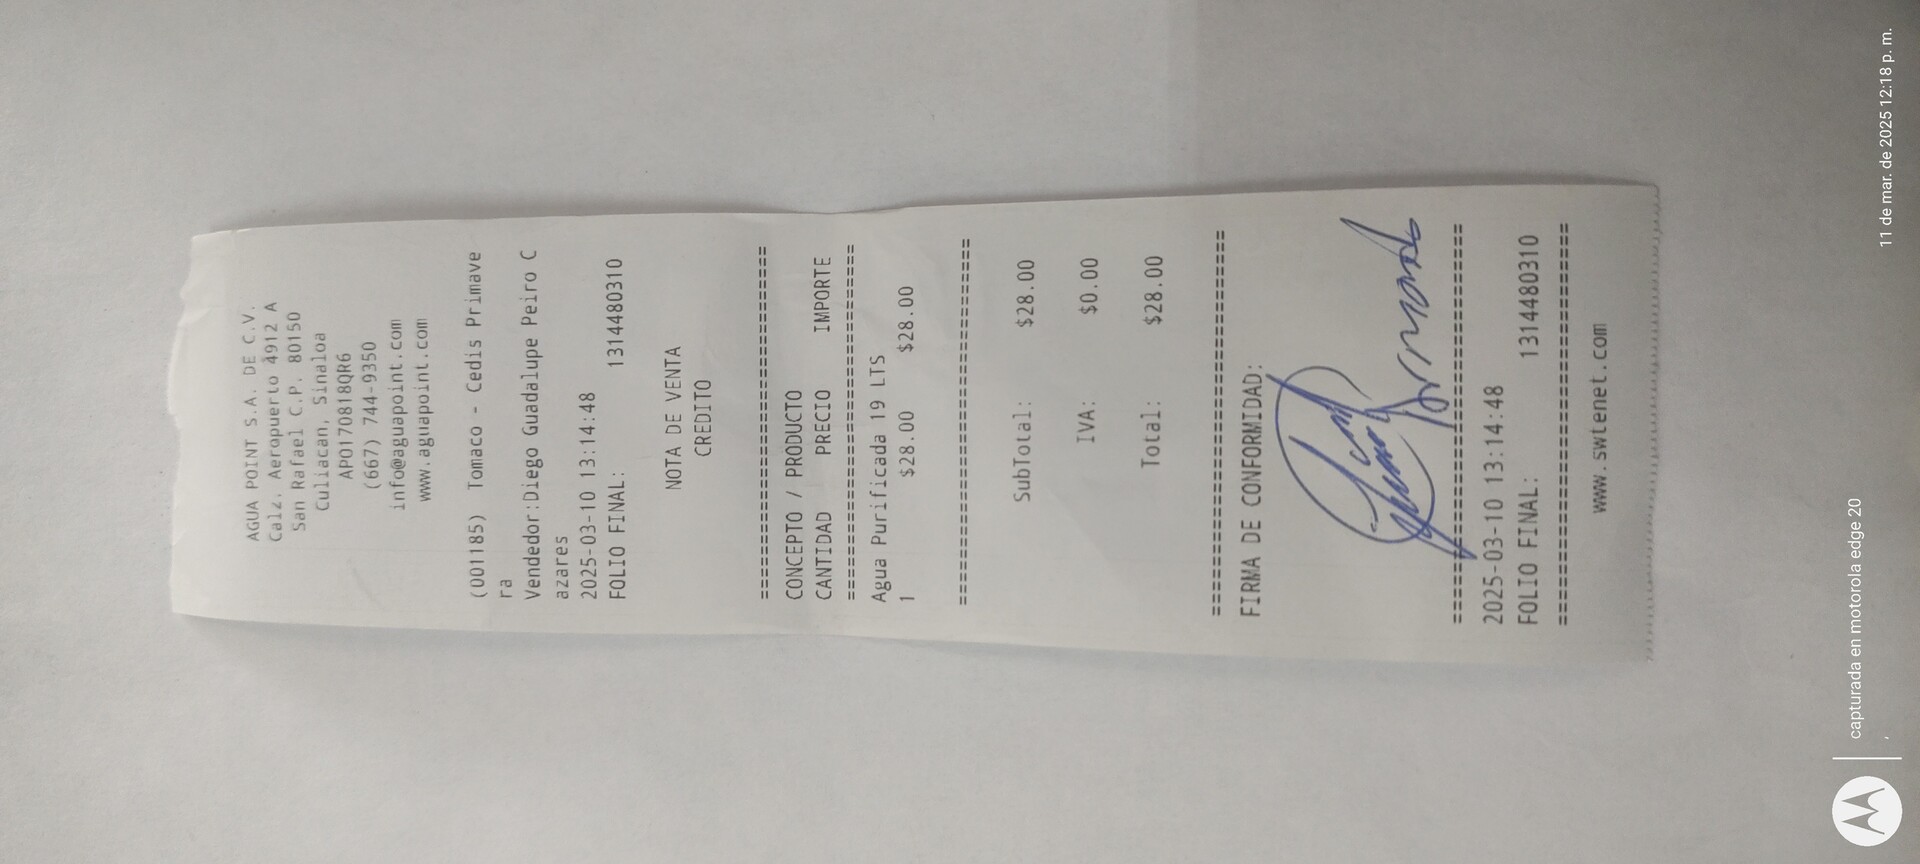 AGUA POINT S.A. DE C.V.
Calz. Aeropuerto 4912 A
San Rafael C.P. 80150
Culiacan, Sinaloa
APO170818QR6
(667) 744-9350
info@aguapoint.com
www.aguapoint.com
(001185) Tomaco - Cedis Primave
ra
Vendedor:Diego Guadalupe Peiro C
azares
2025-03-10 13:14:48
FOLIO FINAL: 1314480310
NOTA DE VENTA
CREDITO
================================
CONCEPTO / PRODUCTO
CANTIDAD PRECIO IMPORTE
================================
Agua Purificada 19 LTS
1 $28.00 $28.00
================================
SubTotal: $28.00
IVA: $0.00
Total: $28.00
================================
FIRMA DE CONFORMIDAD:
================================
2025-03-10 13:14:48
FOLIO FINAL: 1314480310
================================
www.swtenet.com
capturada en motorola edge 20
,
11 de mar. de 2025 12:18 p. m.